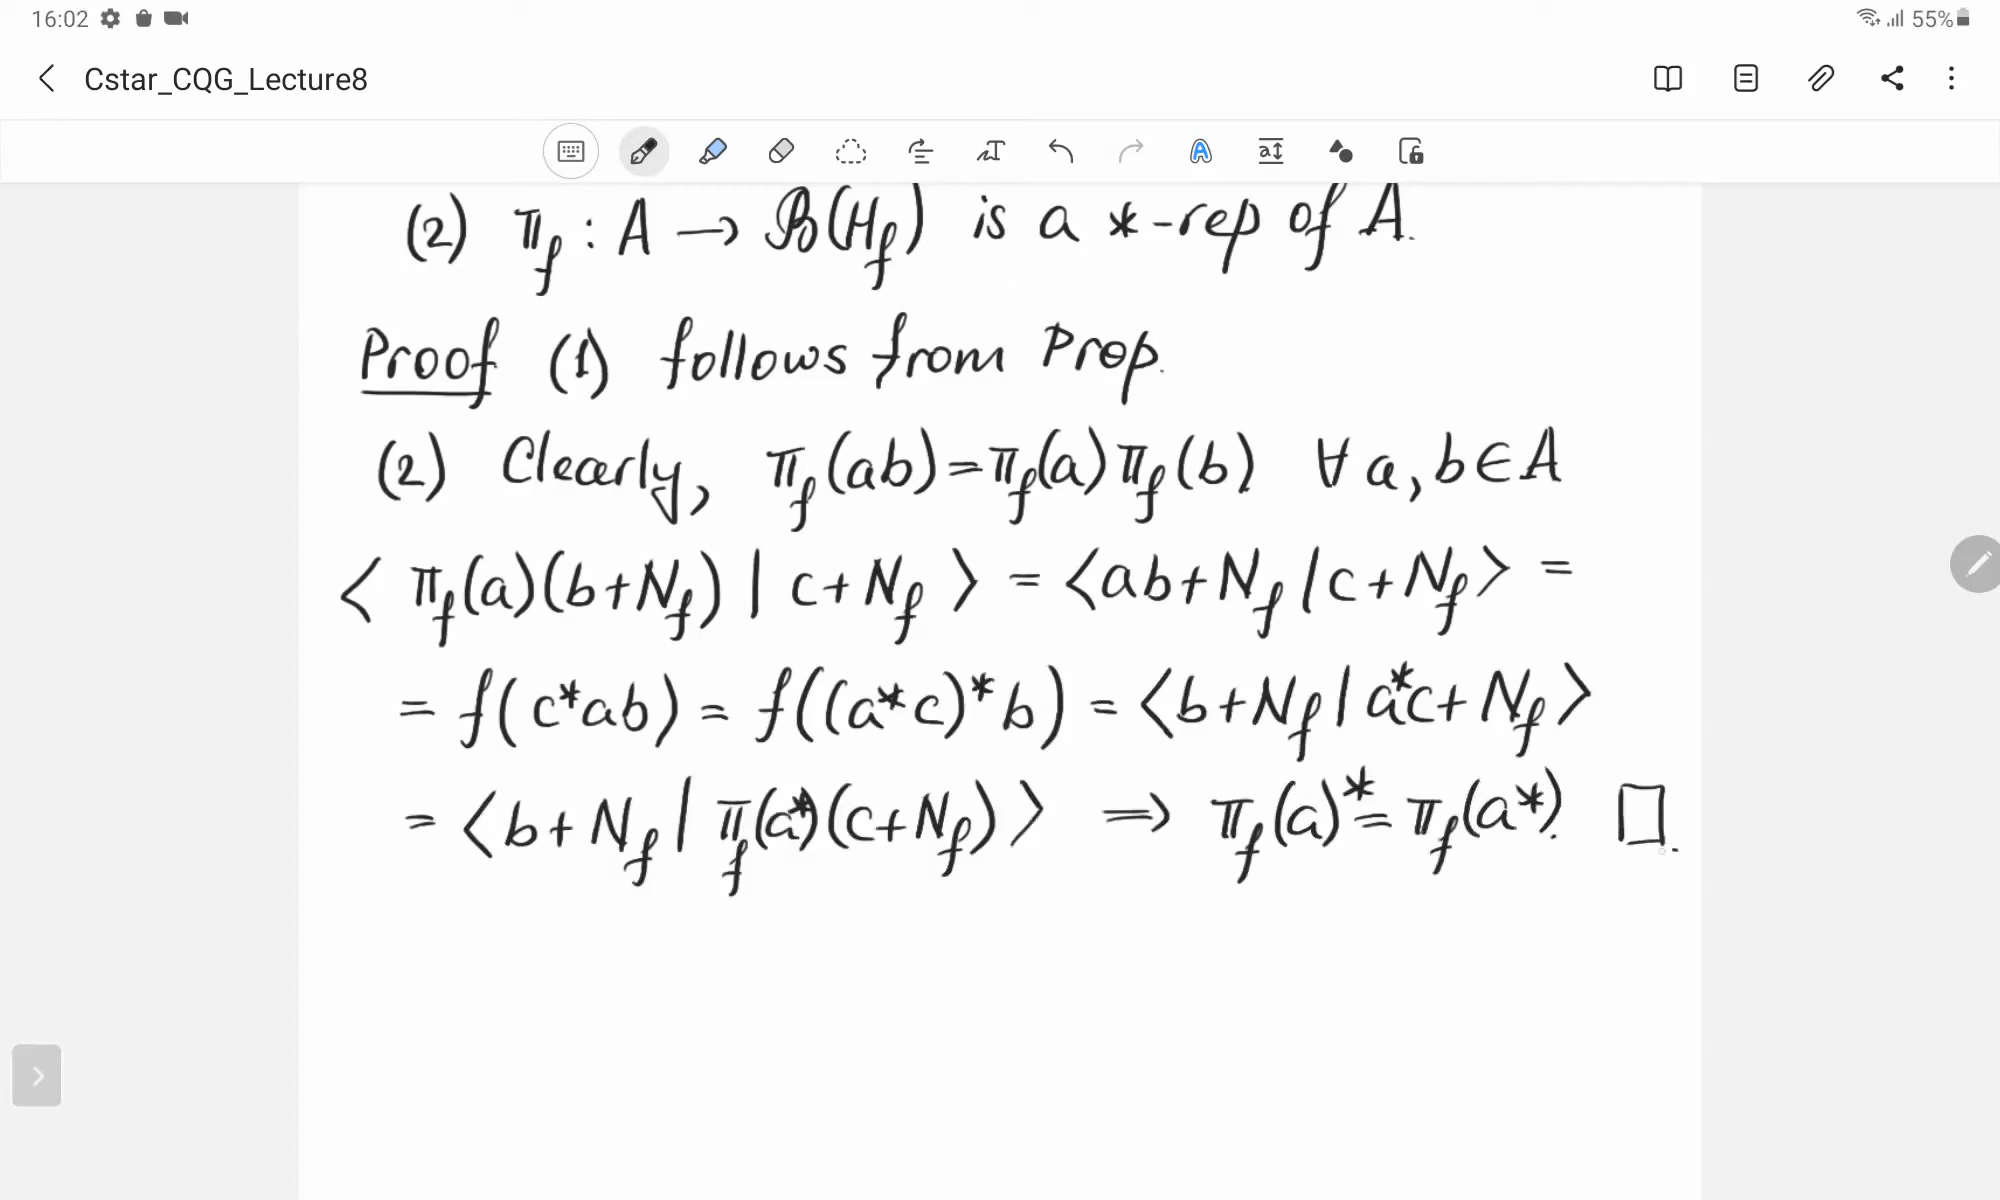 16:02 55%
Cstar_CQG_Lecture8
(2) π_f : A → B(H_f) is a *-rep of A.
Proof (1) follows from Prop.
(2) Clearly, π_f(ab) = π_f(a) π_f(b) ∀ a, b ∈ A
⟨ π_f(a)(b+N_f) | c+N_f ⟩ = ⟨ab+N_f | c+N_f⟩ =
= f(c*ab) = f((a*c)*b) = ⟨b+N_f | a*c+N_f⟩
= ⟨b+N_f | π_f(a*)(c+N_f)⟩ ⟹ π_f(a)* = π_f(a*). □.